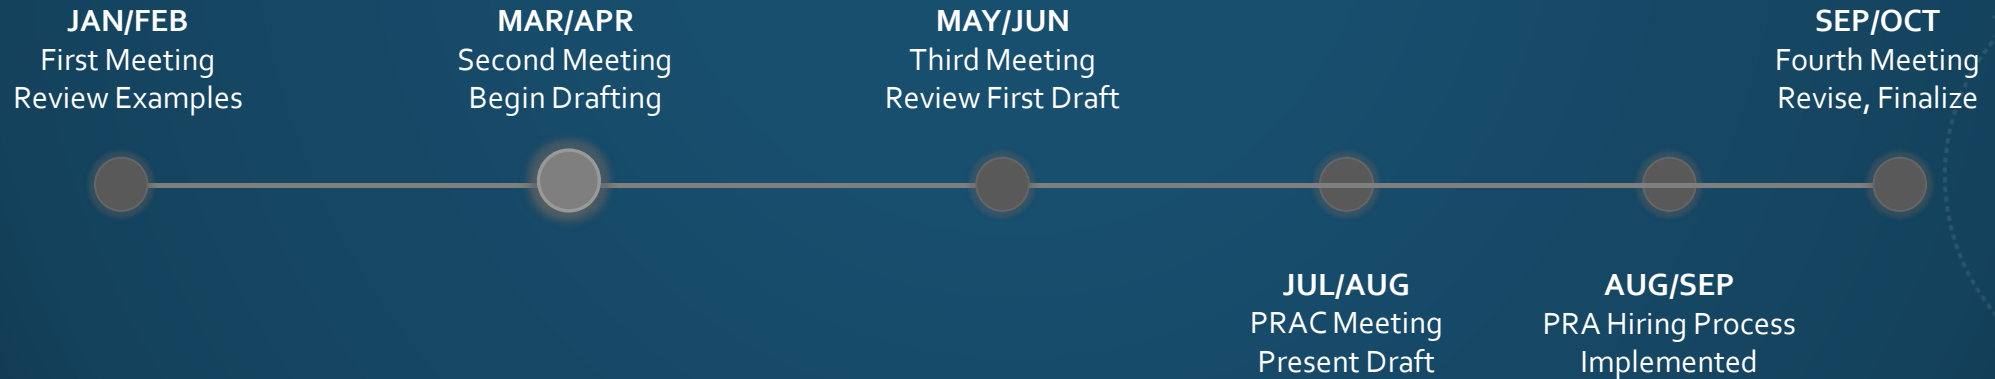 JAN/FEB
First Meeting
Review Examples
MAR/APR
Second Meeting
Begin Drafting
MAY/JUN
Third Meeting
Review First Draft
JUL/AUG
PRAC Meeting
Present Draft
AUG/SEP
PRA Hiring Process
Implemented
SEP/OCT
Fourth Meeting
Revise, Finalize